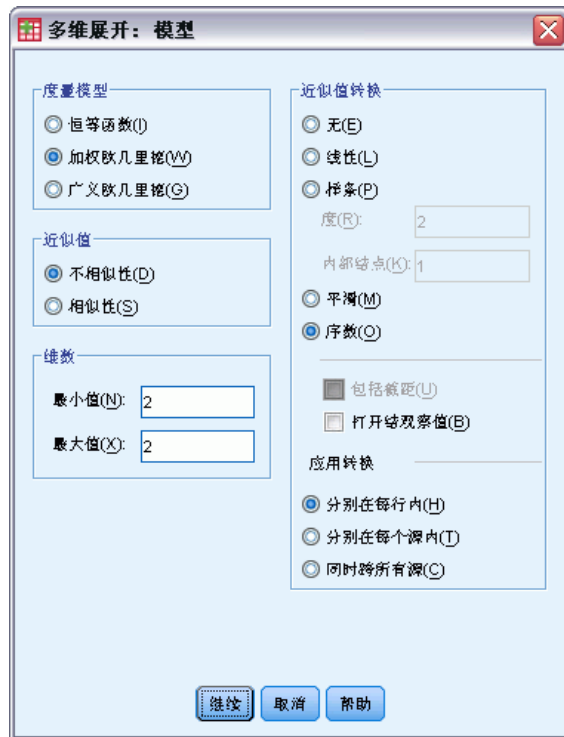 多维展开：模型
度量模型
恒等函数(I)
加权欧几里德(W)
广义欧几里德(G)
近似值
不相似性(D)
相似性(S)
维数
最小值(N): 2
最大值(X): 2
近似值转换
无(E)
线性(L)
样条(P)
度(R): 2
内部结点(K): 1
平滑(M)
序数(O)
包括截距(U)
打开结观察值(B)
应用转换
分别在每行内(H)
分别在每个源内(T)
同时跨所有源(C)
继续
取消
帮助